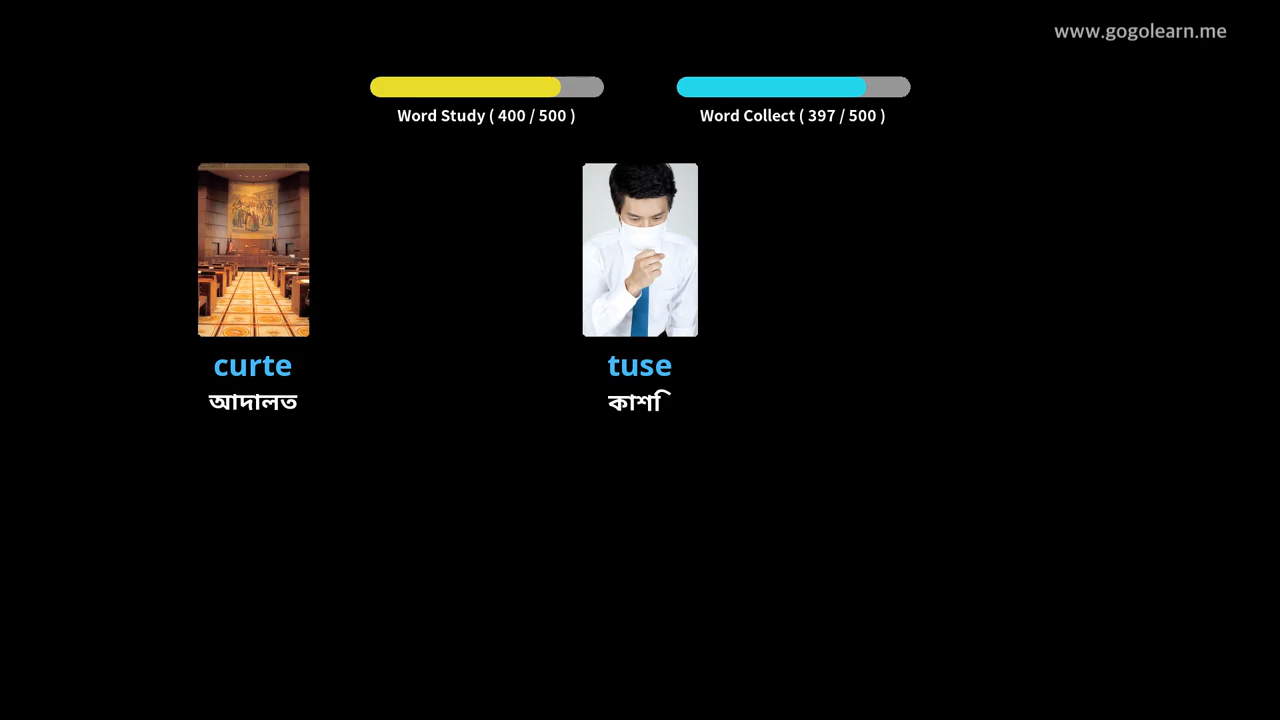 www.gogolearn.me
Word Study ( 400 / 500 )
Word Collect ( 397 / 500 )
curte
আদালত
tuse
কাশি